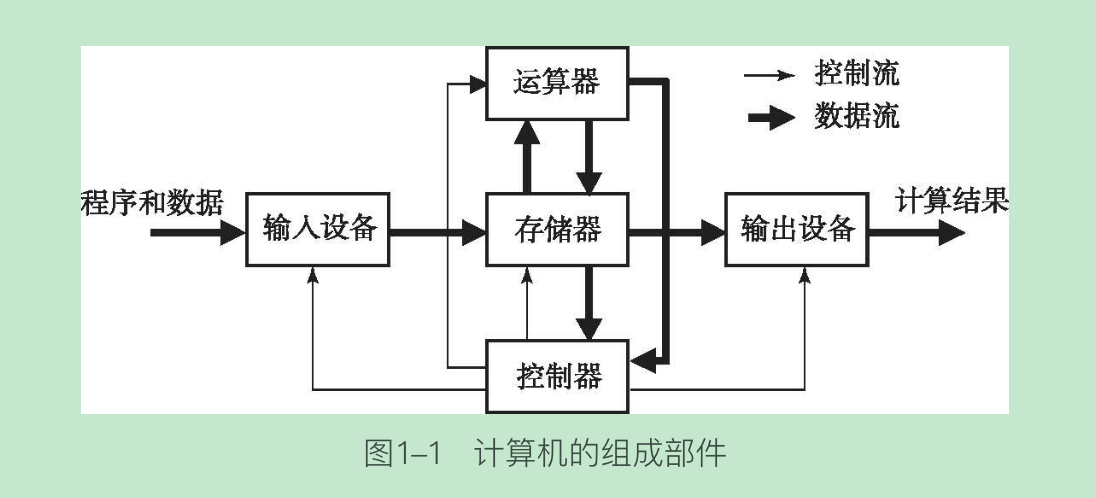 运算器
控制流
数据流
程序和数据
输入设备
存储器
输出设备
计算结果
控制器
图1–1 计算机的组成部件